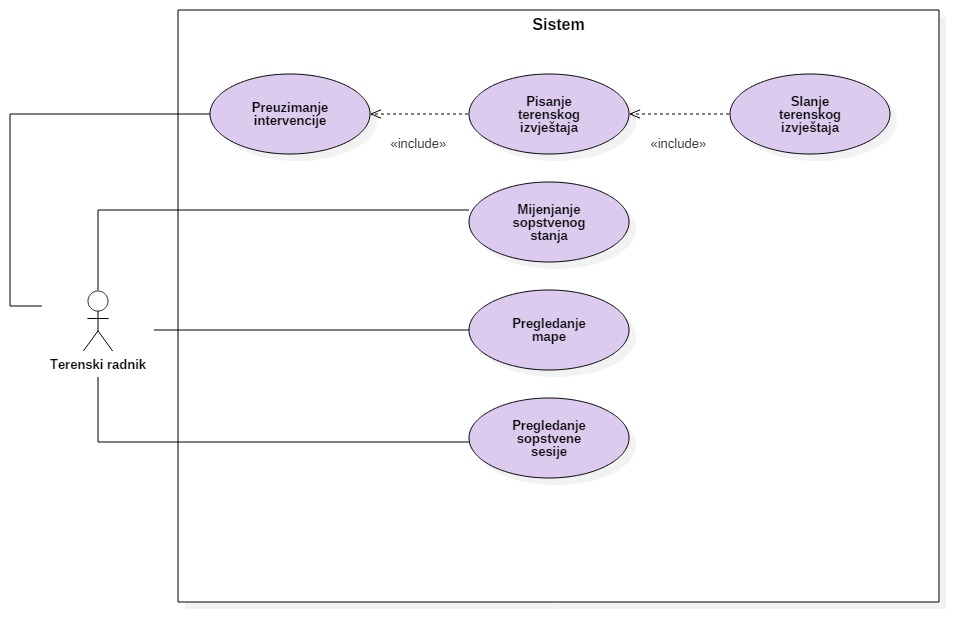 Sistem
Preuzimanje
intervencije
«include»
Pisanje
terenskog
izvještaja
«include»
Slanje
terenskog
izvještaja
Mijenjanje
sopstvenog
stanja
Pregledanje
mape
Terenski radnik
Pregledanje
sopstvene
sesije